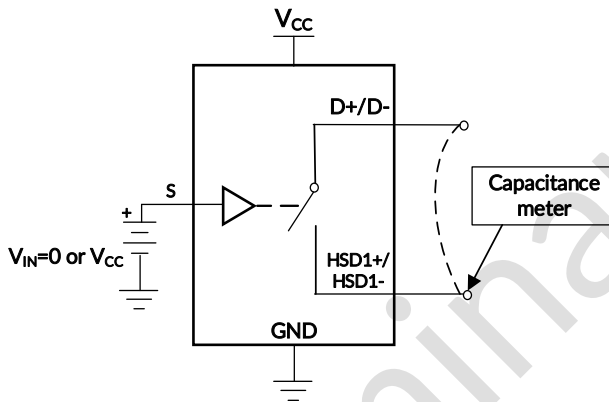 VCC
D+/D-
S
+
Capacitance
meter
VIN=0 or VCC
HSD1+/
HSD1-
GND